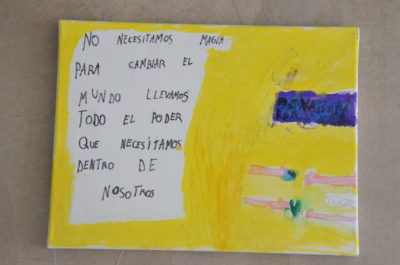 NO NECESITAMOS MAGIA
PARA CAMBIAR EL
MUNDO LLEVAMOS
TODO EL PODER
QUE NECESITAMOS
DENTRO DE
NOSOTROS